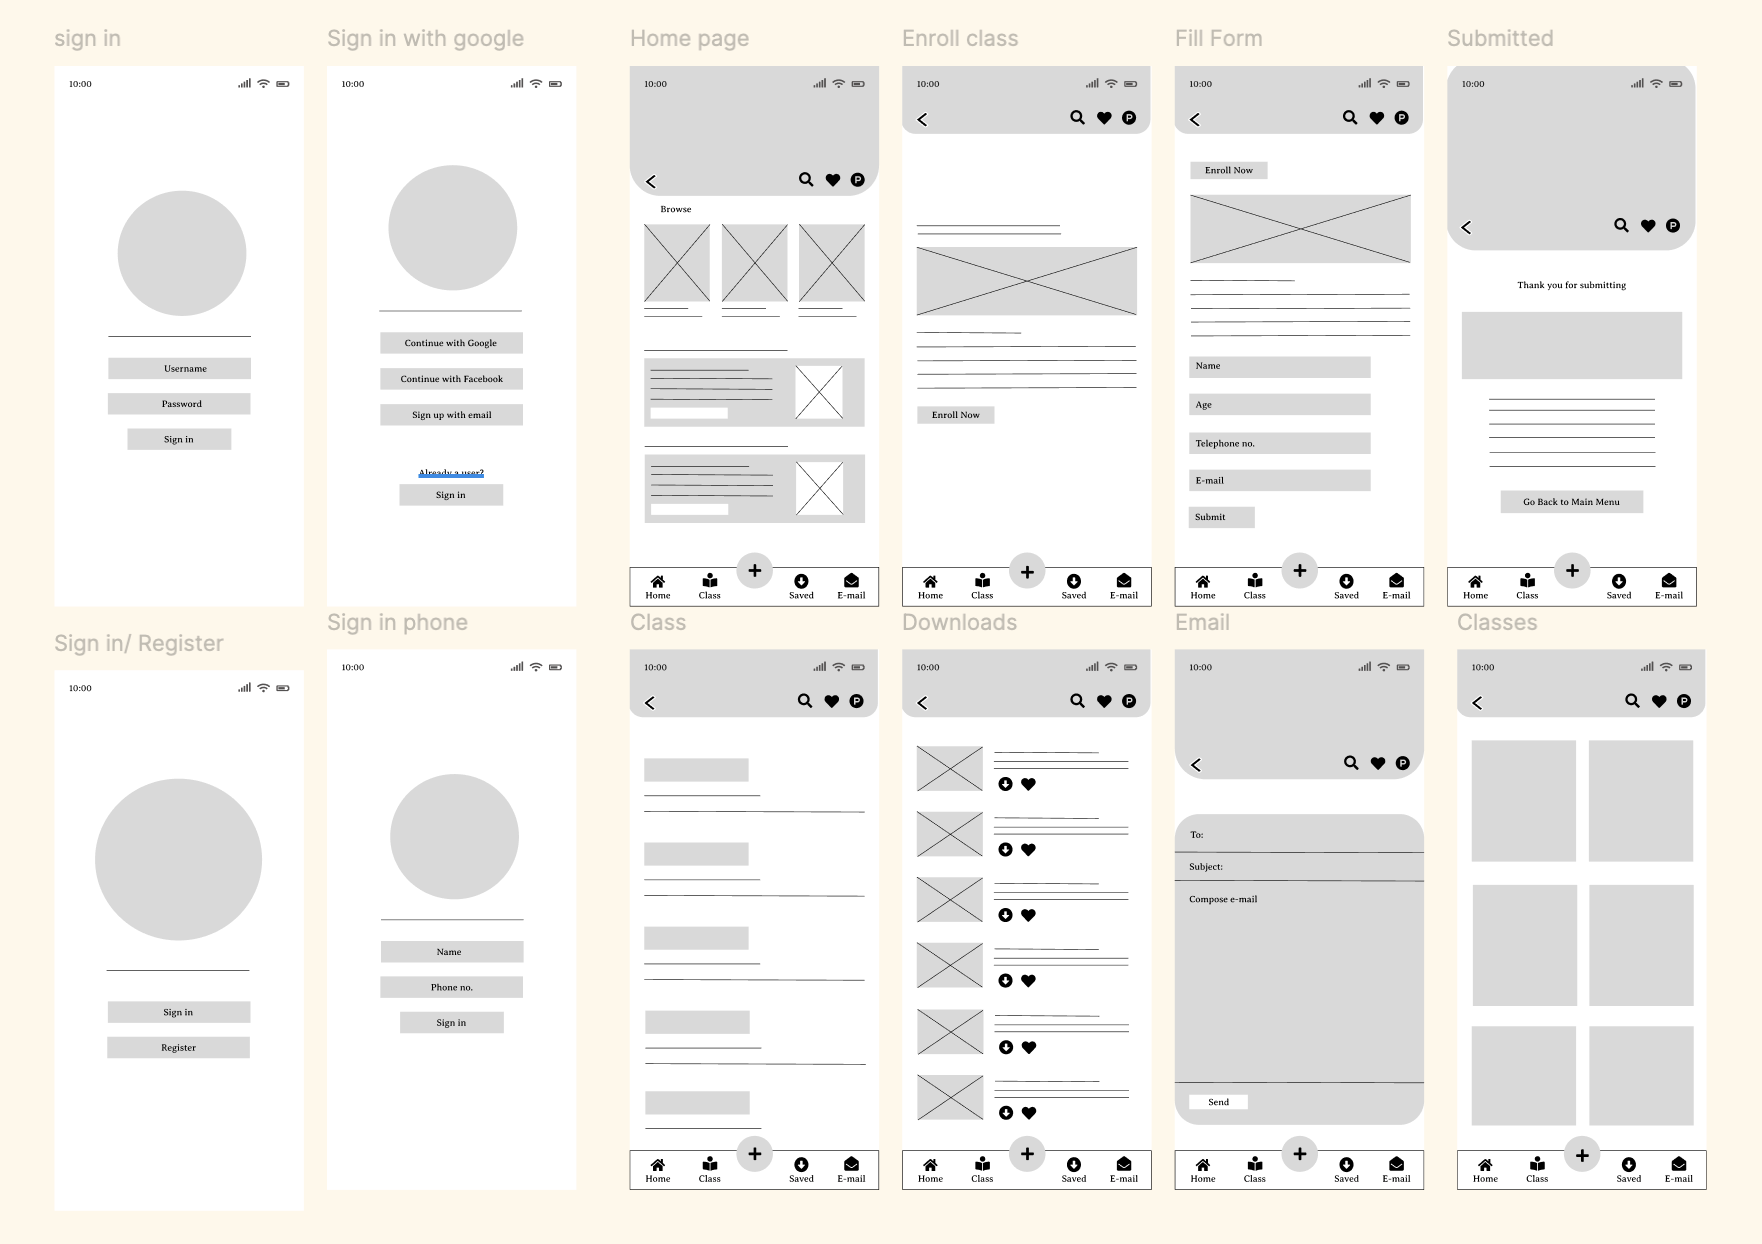 sign in
10:00
Username
Password
Sign in
Sign in with google
10:00
Continue with Google
Continue with Facebook
Sign up with email
Already a user?
Sign in
Home page
10:00
P
Browse
Home Class Saved E-mail
Enroll class
10:00
P
Enroll Now
Home Class Saved E-mail
Fill Form
10:00
P
Enroll Now
Name
Age
Telephone no.
E-mail
Submit
Home Class Saved E-mail
Submitted
10:00
P
Thank you for submitting
Go Back to Main Menu
Home Class Saved E-mail
Sign in/ Register
10:00
Sign in
Register
Sign in phone
10:00
Name
Phone no.
Sign in
Class
10:00
P
Home Class Saved E-mail
Downloads
10:00
P
Home Class Saved E-mail
Email
10:00
P
To:
Subject:
Compose e-mail
Send
Home Class Saved E-mail
Classes
10:00
P
Home Class Saved E-mail